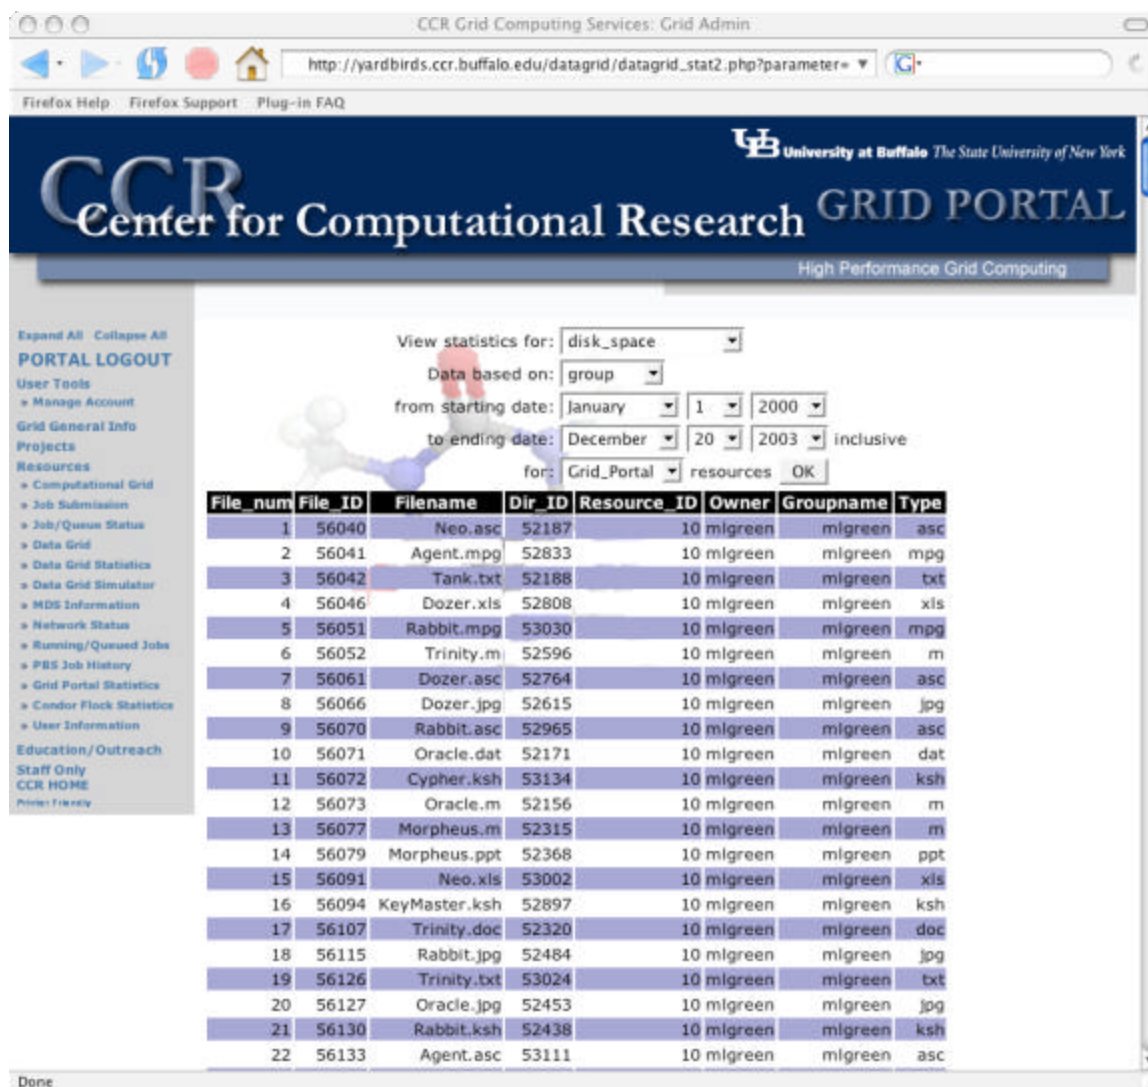 CCR Grid Computing Services: Grid Admin
http://yardbirds.ccr.buffalo.edu/datagrid/datagrid_stat2.php?parameter=
G
Firefox Help Firefox Support Plug-in FAQ
UB University at Buffalo The State University of New York
CCR
Center for Computational Research GRID PORTAL
High Performance Grid Computing
Expand All Collapse All
PORTAL LOGOUT
User Tools
» Manage Account
Grid General Info
Projects
Resources
» Computational Grid
» Job Submission
» Job/Queue Status
» Data Grid
» Data Grid Statistics
» Data Grid Simulator
» MDS Information
» Network Status
» Running/Queued Jobs
» PBS Job History
» Grid Portal Statistics
» Condor Flock Statistics
» User Information
Education/Outreach
Staff Only
CCR HOME
Printer Friendly
View statistics for: disk_space
Data based on: group
from starting date: January 1 2000
to ending date: December 20 2003 inclusive
for: Grid_Portal resources OK
File_num File_ID Filename Dir_ID Resource_ID Owner Groupname Type
1 56040 Neo.asc 52187 10 mlgreen mlgreen asc
2 56041 Agent.mpg 52833 10 mlgreen mlgreen mpg
3 56042 Tank.txt 52188 10 mlgreen mlgreen txt
4 56046 Dozer.xls 52808 10 mlgreen mlgreen xls
5 56051 Rabbit.mpg 53030 10 mlgreen mlgreen mpg
6 56052 Trinity.m 52596 10 mlgreen mlgreen m
7 56061 Dozer.asc 52764 10 mlgreen mlgreen asc
8 56066 Dozer.jpg 52615 10 mlgreen mlgreen jpg
9 56070 Rabbit.asc 52965 10 mlgreen mlgreen asc
10 56071 Oracle.dat 52171 10 mlgreen mlgreen dat
11 56072 Cypher.ksh 53134 10 mlgreen mlgreen ksh
12 56073 Oracle.m 52156 10 mlgreen mlgreen m
13 56077 Morpheus.m 52315 10 mlgreen mlgreen m
14 56079 Morpheus.ppt 52368 10 mlgreen mlgreen ppt
15 56091 Neo.xls 53002 10 mlgreen mlgreen xls
16 56094 KeyMaster.ksh 52897 10 mlgreen mlgreen ksh
17 56107 Trinity.doc 52320 10 mlgreen mlgreen doc
18 56115 Rabbit.jpg 52484 10 mlgreen mlgreen jpg
19 56126 Trinity.txt 53024 10 mlgreen mlgreen txt
20 56127 Oracle.jpg 52453 10 mlgreen mlgreen jpg
21 56130 Rabbit.ksh 52438 10 mlgreen mlgreen ksh
22 56133 Agent.asc 53111 10 mlgreen mlgreen asc
Done